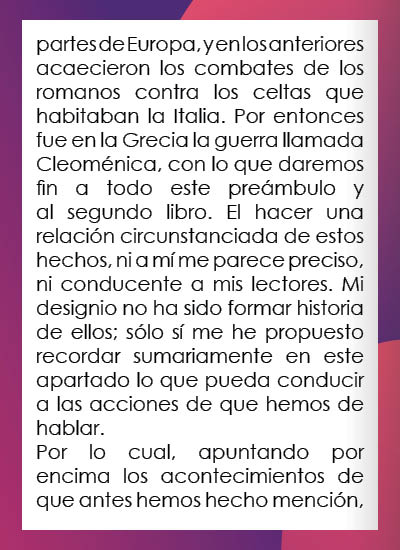 partes de Europa, y en los anteriores
acaecieron los combates de los
romanos contra los celtas que
habitaban la Italia. Por entonces
fue en la Grecia la guerra llamada
Cleoménica, con lo que daremos
fin a todo este preámbulo y
al segundo libro. El hacer una
relación circunstanciada de estos
hechos, ni a mí me parece preciso,
ni conducente a mis lectores. Mi
designio no ha sido formar historia
de ellos; sólo sí me he propuesto
recordar sumariamente en este
apartado lo que pueda conducir
a las acciones de que hemos de
hablar.
Por lo cual, apuntando por
encima los acontecimientos de
que antes hemos hecho mención,